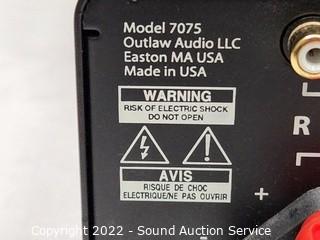 Model 7075
Outlaw Audio LLC
Easton MA USA
Made in USA
WARNING
RISK OF ELECTRIC SHOCK
DO NOT OPEN
R
AVIS
RISQUE DE CHOC
ELECTRIQUE/NE PAS OUVRIR
+
Copyright © 2022 - Sound Auction Service